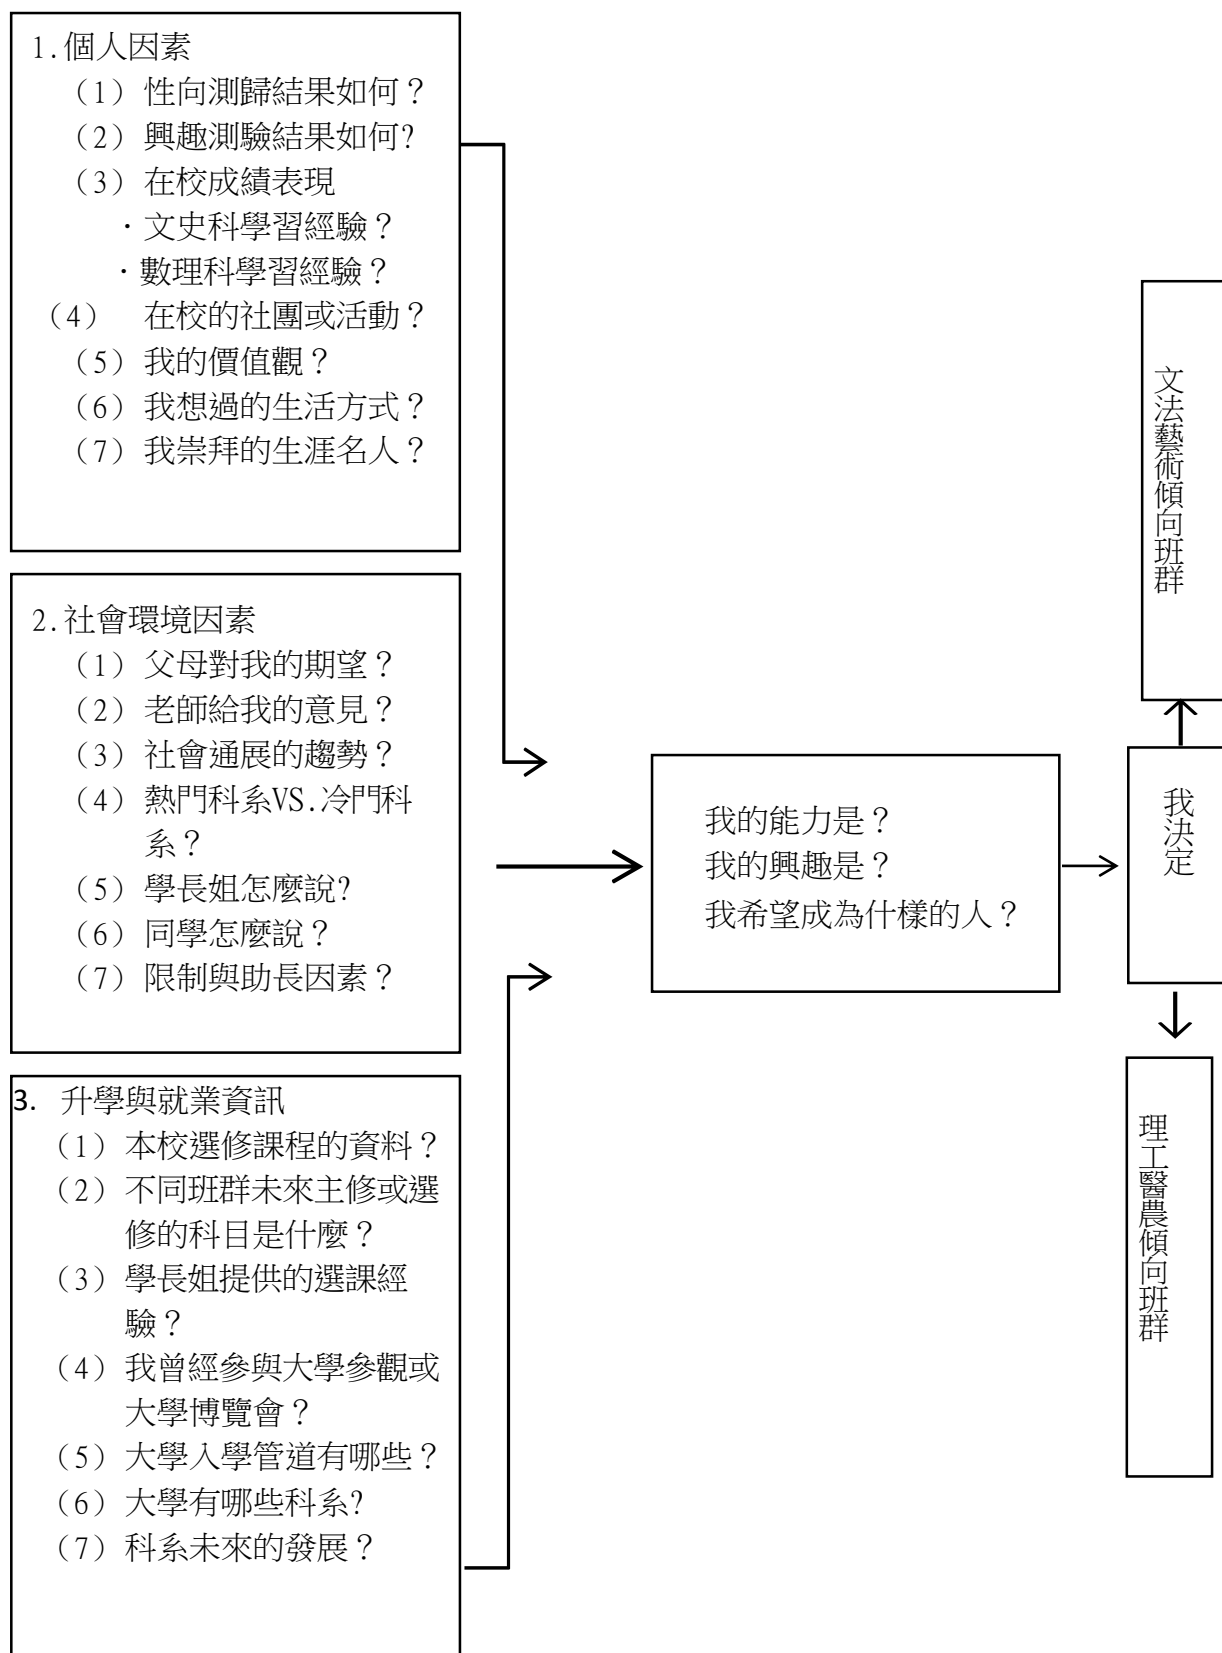 1.個人因素
（1）性向測歸結果如何？
（2）興趣測驗結果如何?
（3）在校成績表現
．文史科學習經驗？
．數理科學習經驗？
（4） 在校的社團或活動？
（5）我的價值觀？
（6）我想過的生活方式？
（7）我崇拜的生涯名人？
2.社會環境因素
（1）父母對我的期望？
（2）老師給我的意見？
（3）社會通展的趨勢？
（4）熱門科系VS.冷門科
系？
（5）學長姐怎麼說?
（6）同學怎麼說？
（7）限制與助長因素？
3. 升學與就業資訊
（1）本校選修課程的資料？
（2）不同班群未來主修或選
修的科目是什麼？
（3）學長姐提供的選課經
驗？
（4）我曾經參與大學參觀或
大學博覽會？
（5）大學入學管道有哪些？
（6）大學有哪些科系?
（7）科系未來的發展？
我的能力是？
我的興趣是？
我希望成為什樣的人？
我決定
文法藝術傾向班群
理工醫農傾向班群